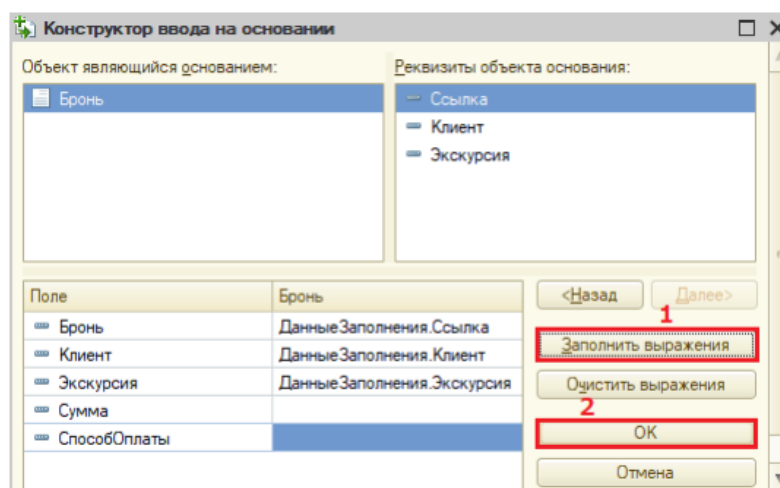 Конструктор ввода на основании
Объект являющийся основанием:
Реквизиты объекта основания:
Бронь
Ссылка
Клиент
Экскурсия
Поле
Бронь
Бронь
ДанныеЗаполнения.Ссылка
Клиент
ДанныеЗаполнения.Клиент
Экскурсия
ДанныеЗаполнения.Экскурсия
Сумма
СпособОплаты
<Назад
Далее>
1
Заполнить выражения
Очистить выражения
2
OK
Отмена